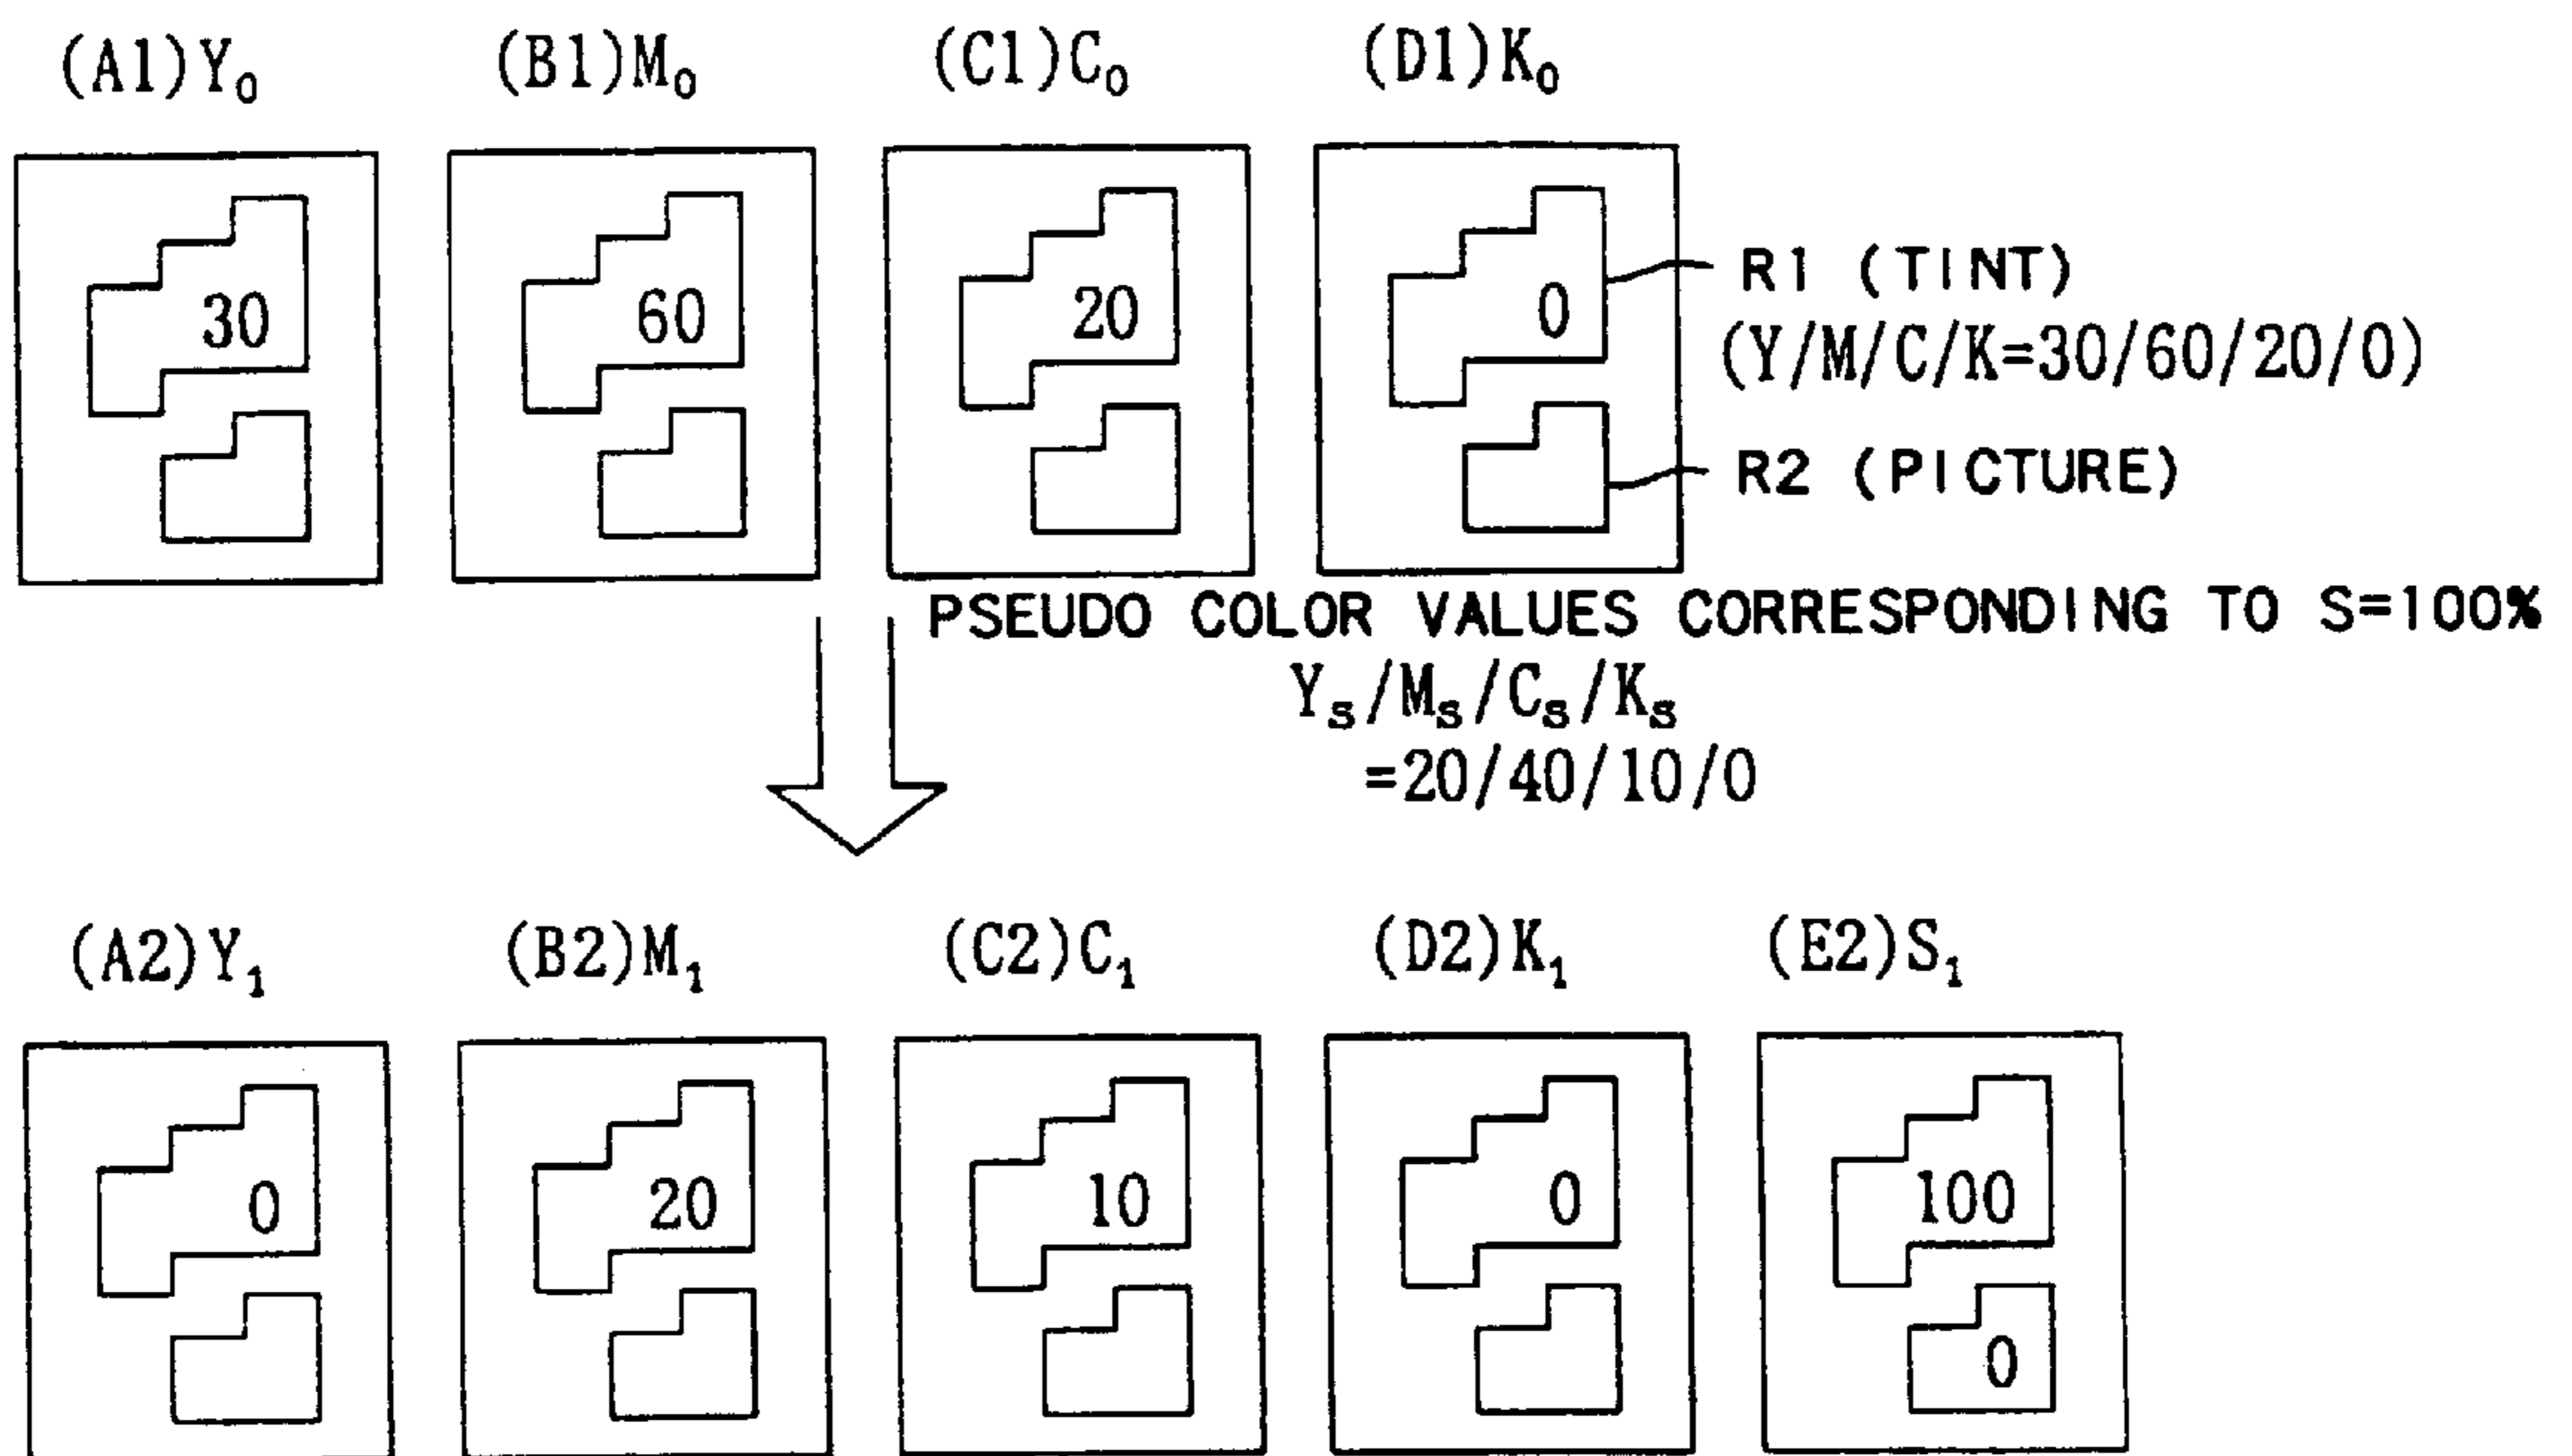 (A1)Y₀ (B1)M₀ (C1)C₀ (D1)K₀
30 60 20 0
R1 (TINT)
(Y/M/C/K=30/60/20/0)
R2 (PICTURE)
PSEUDO COLOR VALUES CORRESPONDING TO S=100%
Yₛ/Mₛ/Cₛ/Kₛ
=20/40/10/0
(A2)Y₁ (B2)M₁ (C2)C₁ (D2)K₁ (E2)S₁
0 20 10 0 100
0